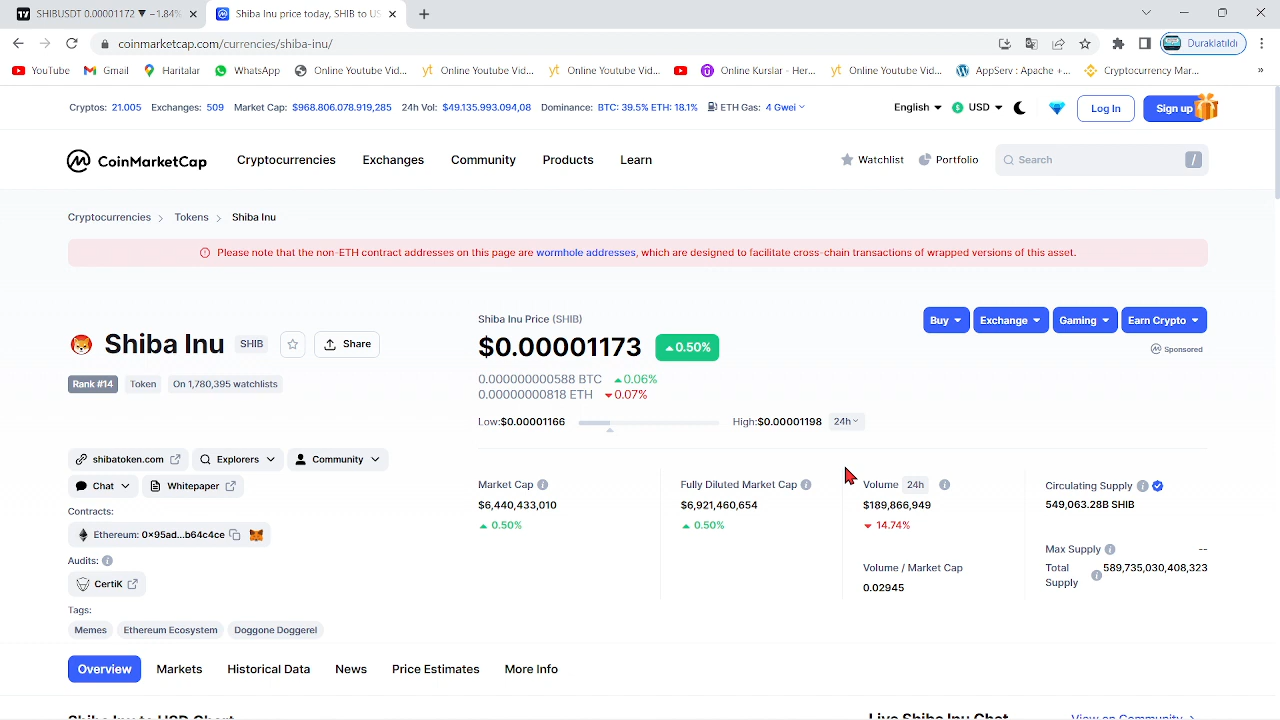 SHIBUSDT 0.00001172 ▼ −1.84%
Shiba Inu price today, SHIB to US
coinmarketcap.com/currencies/shiba-inu/
Duraklatıldı
YouTube Gmail Haritalar WhatsApp Online Youtube Vid... Online Youtube Vid... Online Youtube Vid... Online Kurslar - Her... Online Youtube Vid... AppServ : Apache +... Cryptocurrency Mar... »
Cryptos: 21.005 Exchanges: 509 Market Cap: $968.806.078.919,285 24h Vol: $49.135.993.094,08 Dominance: BTC: 39.5% ETH: 18.1% ETH Gas: 4 Gwei
English USD Log In Sign up
CoinMarketCap Cryptocurrencies Exchanges Community Products Learn Watchlist Portfolio Search /
Cryptocurrencies > Tokens > Shiba Inu
Please note that the non-ETH contract addresses on this page are wormhole addresses, which are designed to facilitate cross-chain transactions of wrapped versions of this asset.
Shiba Inu SHIB Share
Rank #14 Token On 1,780,395 watchlists
shibatoken.com Explorers Community
Chat Whitepaper
Contracts:
Ethereum: 0x95ad...b64c4ce
Audits:
CertiK
Tags:
Memes Ethereum Ecosystem Doggone Doggerel
Shiba Inu Price (SHIB)
$0.00001173 0.50%
0.000000000588 BTC 0.06%
0.00000000818 ETH 0.07%
Low:$0.00001166 High:$0.00001198 24h
Buy Exchange Gaming Earn Crypto
Sponsored
Market Cap
$6,440,433,010
0.50%
Fully Diluted Market Cap
$6,921,460,654
0.50%
Volume 24h
$189,866,949
14.74%
Volume / Market Cap
0.02945
Circulating Supply
549,063.28B SHIB
Max Supply --
Total Supply 589,735,030,408,323
Overview Markets Historical Data News Price Estimates More Info
Shiba Inu to USD Chart
Live Shiba Inu Chat View on Community >